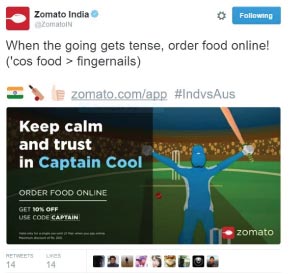 Zomato India
@ZomatoIN
Following
When the going gets tense, order food online!
('cos food > fingernails)
zomato.com/app #IndvsAus
Keep calm
and trust
in Captain Cool
ORDER FOOD ONLINE
GET 10% OFF
USE CODE CAPTAIN
zomato
RETWEETS
14
LIKES
14